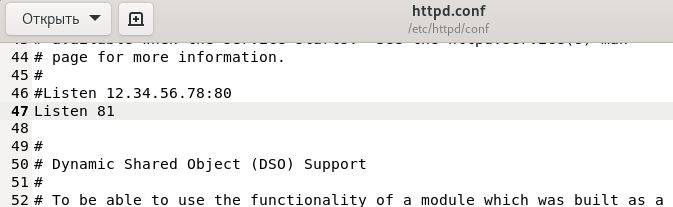 Открыть
httpd.conf
/etc/httpd/conf
44 # page for more information.
45 #
46 #Listen 12.34.56.78:80
47 Listen 81
48
49 #
50 # Dynamic Shared Object (DSO) Support
51 #
52 # To be able to use the functionality of a module which was built as a